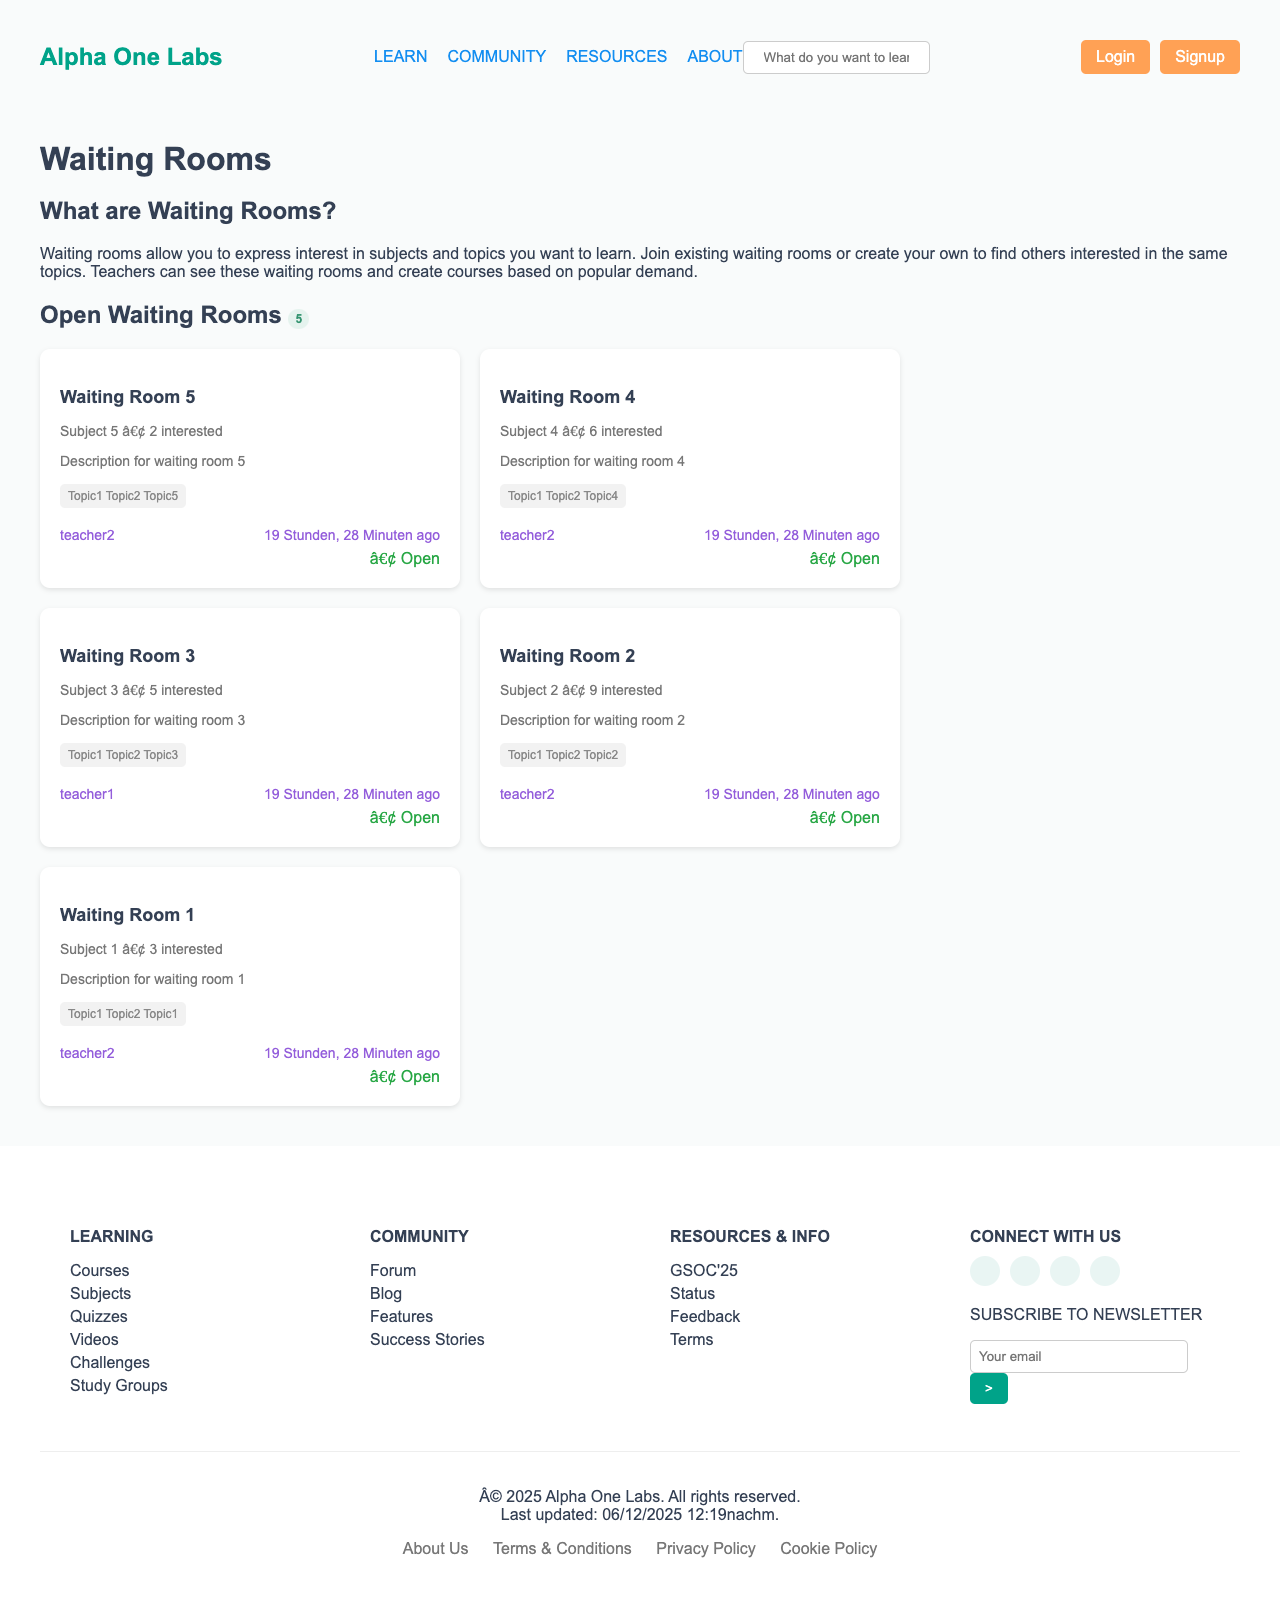 Alpha One Labs
LEARN COMMUNITY RESOURCES ABOUT What do you want to lear Login Signup
Waiting Rooms
What are Waiting Rooms?
Waiting rooms allow you to express interest in subjects and topics you want to learn. Join existing waiting rooms or create your own to find others interested in the same
topics. Teachers can see these waiting rooms and create courses based on popular demand.
Open Waiting Rooms 5
Waiting Room 5
Subject 5 â€¢ 2 interested
Description for waiting room 5
Topic1 Topic2 Topic5
teacher2 19 Stunden, 28 Minuten ago
â€¢ Open
Waiting Room 4
Subject 4 â€¢ 6 interested
Description for waiting room 4
Topic1 Topic2 Topic4
teacher2 19 Stunden, 28 Minuten ago
â€¢ Open
Waiting Room 3
Subject 3 â€¢ 5 interested
Description for waiting room 3
Topic1 Topic2 Topic3
teacher1 19 Stunden, 28 Minuten ago
â€¢ Open
Waiting Room 2
Subject 2 â€¢ 9 interested
Description for waiting room 2
Topic1 Topic2 Topic2
teacher2 19 Stunden, 28 Minuten ago
â€¢ Open
Waiting Room 1
Subject 1 â€¢ 3 interested
Description for waiting room 1
Topic1 Topic2 Topic1
teacher2 19 Stunden, 28 Minuten ago
â€¢ Open
LEARNING
Courses
Subjects
Quizzes
Videos
Challenges
Study Groups
COMMUNITY
Forum
Blog
Features
Success Stories
RESOURCES & INFO
GSOC'25
Status
Feedback
Terms
CONNECT WITH US
SUBSCRIBE TO NEWSLETTER
Your email
>
Â© 2025 Alpha One Labs. All rights reserved.
Last updated: 06/12/2025 12:19nachm.
About Us Terms & Conditions Privacy Policy Cookie Policy